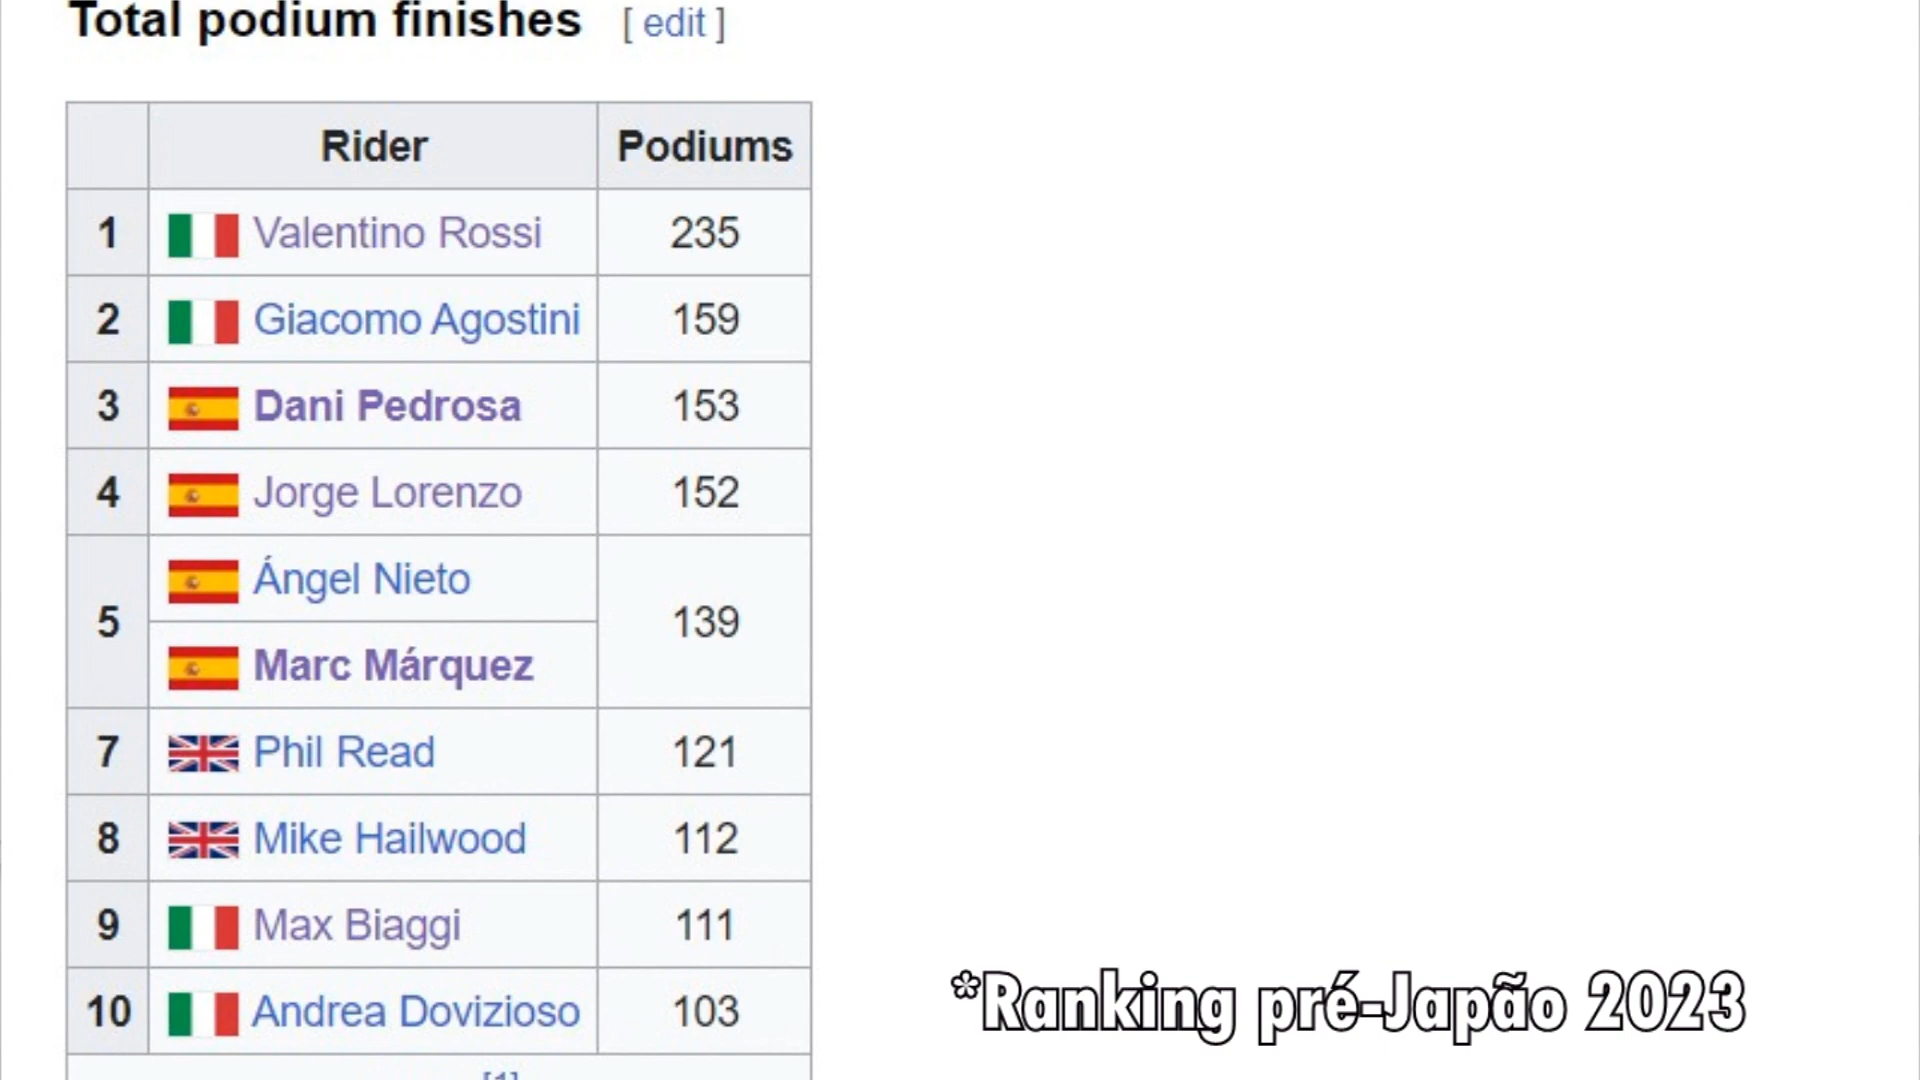 Total podium finishes [ edit ]
Rider Podiums
1 Valentino Rossi 235
2 Giacomo Agostini 159
3 Dani Pedrosa 153
4 Jorge Lorenzo 152
5 Ángel Nieto 139
Marc Márquez
7 Phil Read 121
8 Mike Hailwood 112
9 Max Biaggi 111
10 Andrea Dovizioso 103
[1]
*Ranking pré-Japão 2023